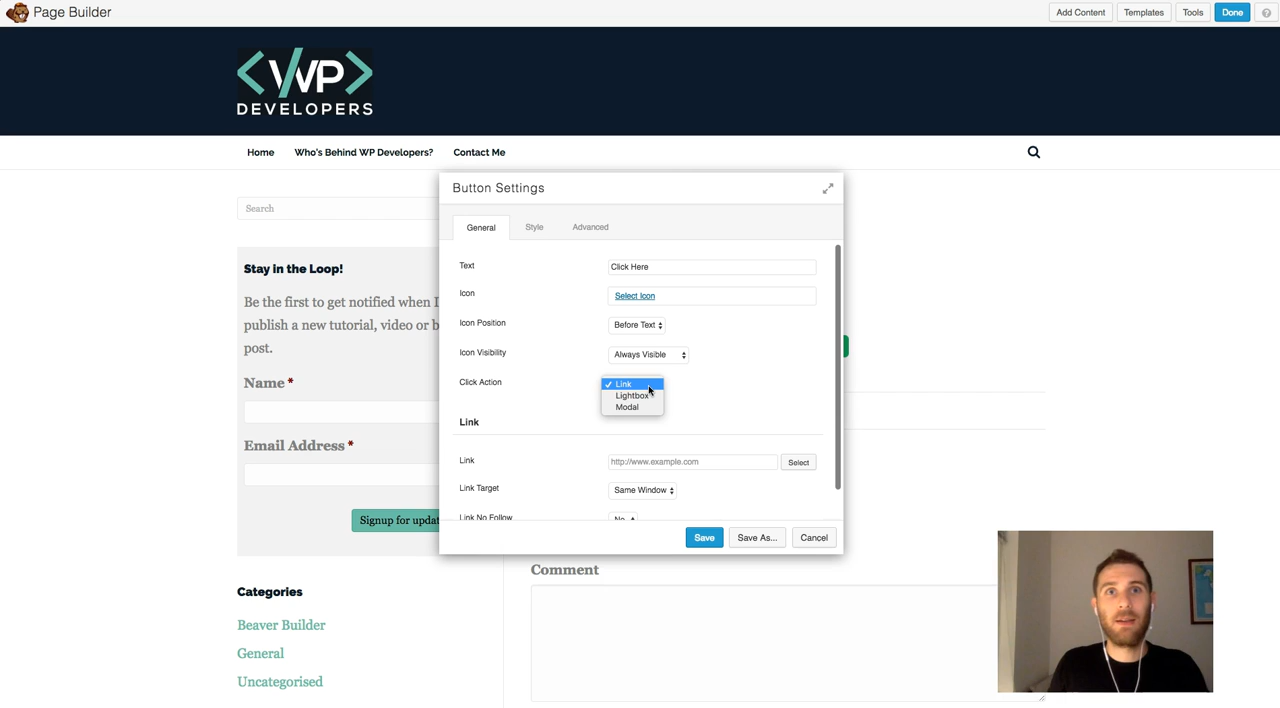 Page Builder
Add Content
Templates
Tools
Done
?
<WP>
DEVELOPERS
Home
Who's Behind WP Developers?
Contact Me
Search
Stay in the Loop!
Be the first to get notified when I
publish a new tutorial, video or b
post.
Name *
Email Address *
Signup for updat
Categories
Beaver Builder
General
Uncategorised
Button Settings
General
Style
Advanced
Text
Click Here
Icon
Select Icon
Icon Position
Before Text
Icon Visibility
Always Visible
Click Action
✓ Link
Lightbox
Modal
Link
Link
http://www.example.com
Select
Link Target
Same Window
Link No Follow
No
Save
Save As...
Cancel
Comment